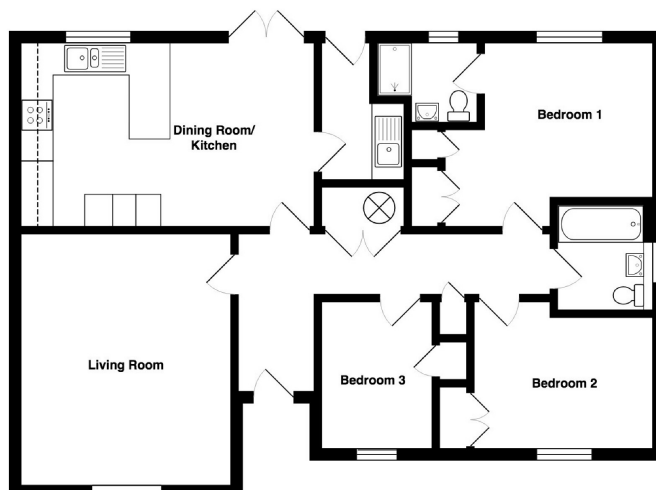 Dining Room/
Kitchen
Bedroom 1
Living Room
Bedroom 3
Bedroom 2